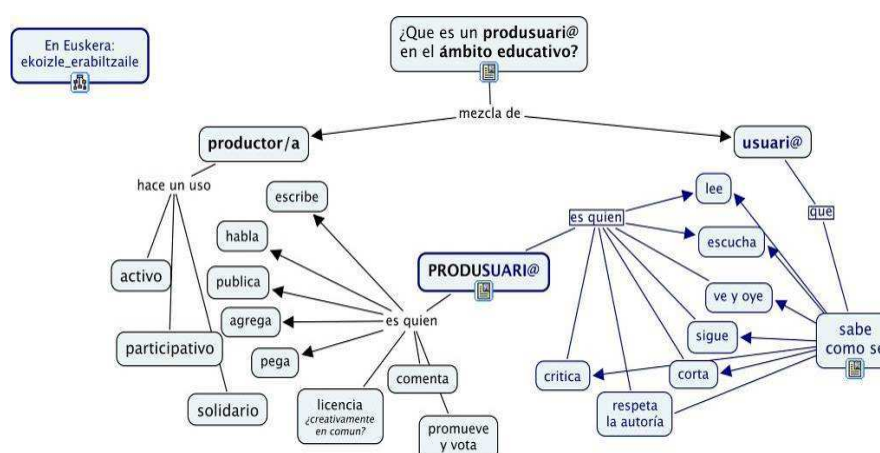 En Euskera:
ekoizle_erabiltzaile
¿Que es un produsuari@
en el ámbito educativo?
mezcla de
productor/a
usuari@
hace un uso
escribe
es quien
lee
que
habla
escucha
activo
publica
PRODUSUARI@
ve y oye
agrega
es quien
sabe
como se
participativo
sigue
pega
comenta
critica
corta
solidario
licencia
¿creativamente
en comun?
respeta
la autoría
promueve
y vota